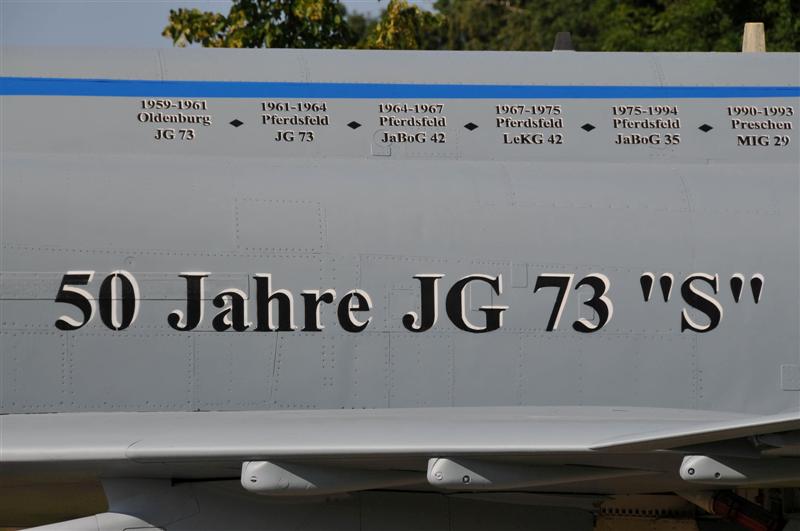 1959-1961
Oldenburg
JG 73
1961-1964
Pferdsfeld
JG 73
1964-1967
Pferdsfeld
JaBoG 42
1967-1975
Pferdsfeld
LeKG 42
1975-1994
Pferdsfeld
JaBoG 35
1990-1993
Preschen
MIG 29
50 Jahre JG 73 "S"